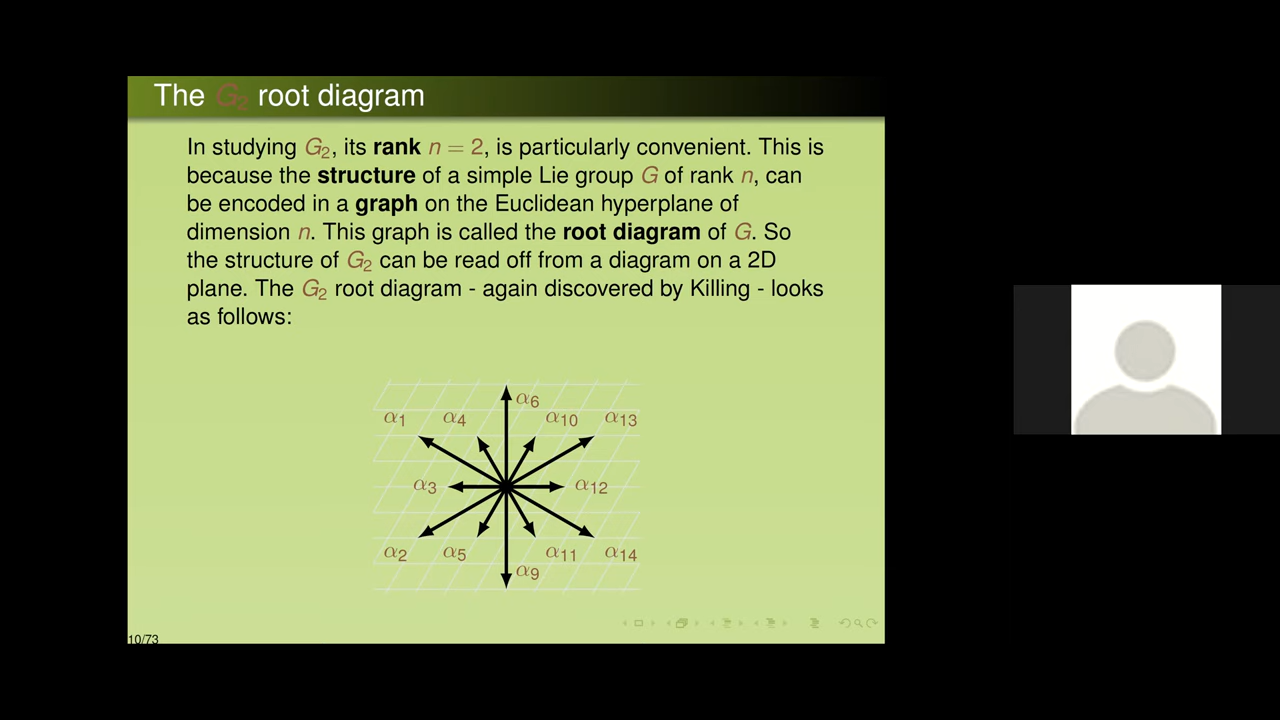 The G₂ root diagram
In studying G₂, its rank n = 2, is particularly convenient. This is
because the structure of a simple Lie group G of rank n, can
be encoded in a graph on the Euclidean hyperplane of
dimension n. This graph is called the root diagram of G. So
the structure of G₂ can be read off from a diagram on a 2D
plane. The G₂ root diagram - again discovered by Killing - looks
as follows:
α₆
α₁ α₄ α₁₀ α₁₃
α₃ α₁₂
α₂ α₅ α₁₁ α₁₄
α₉
10/73